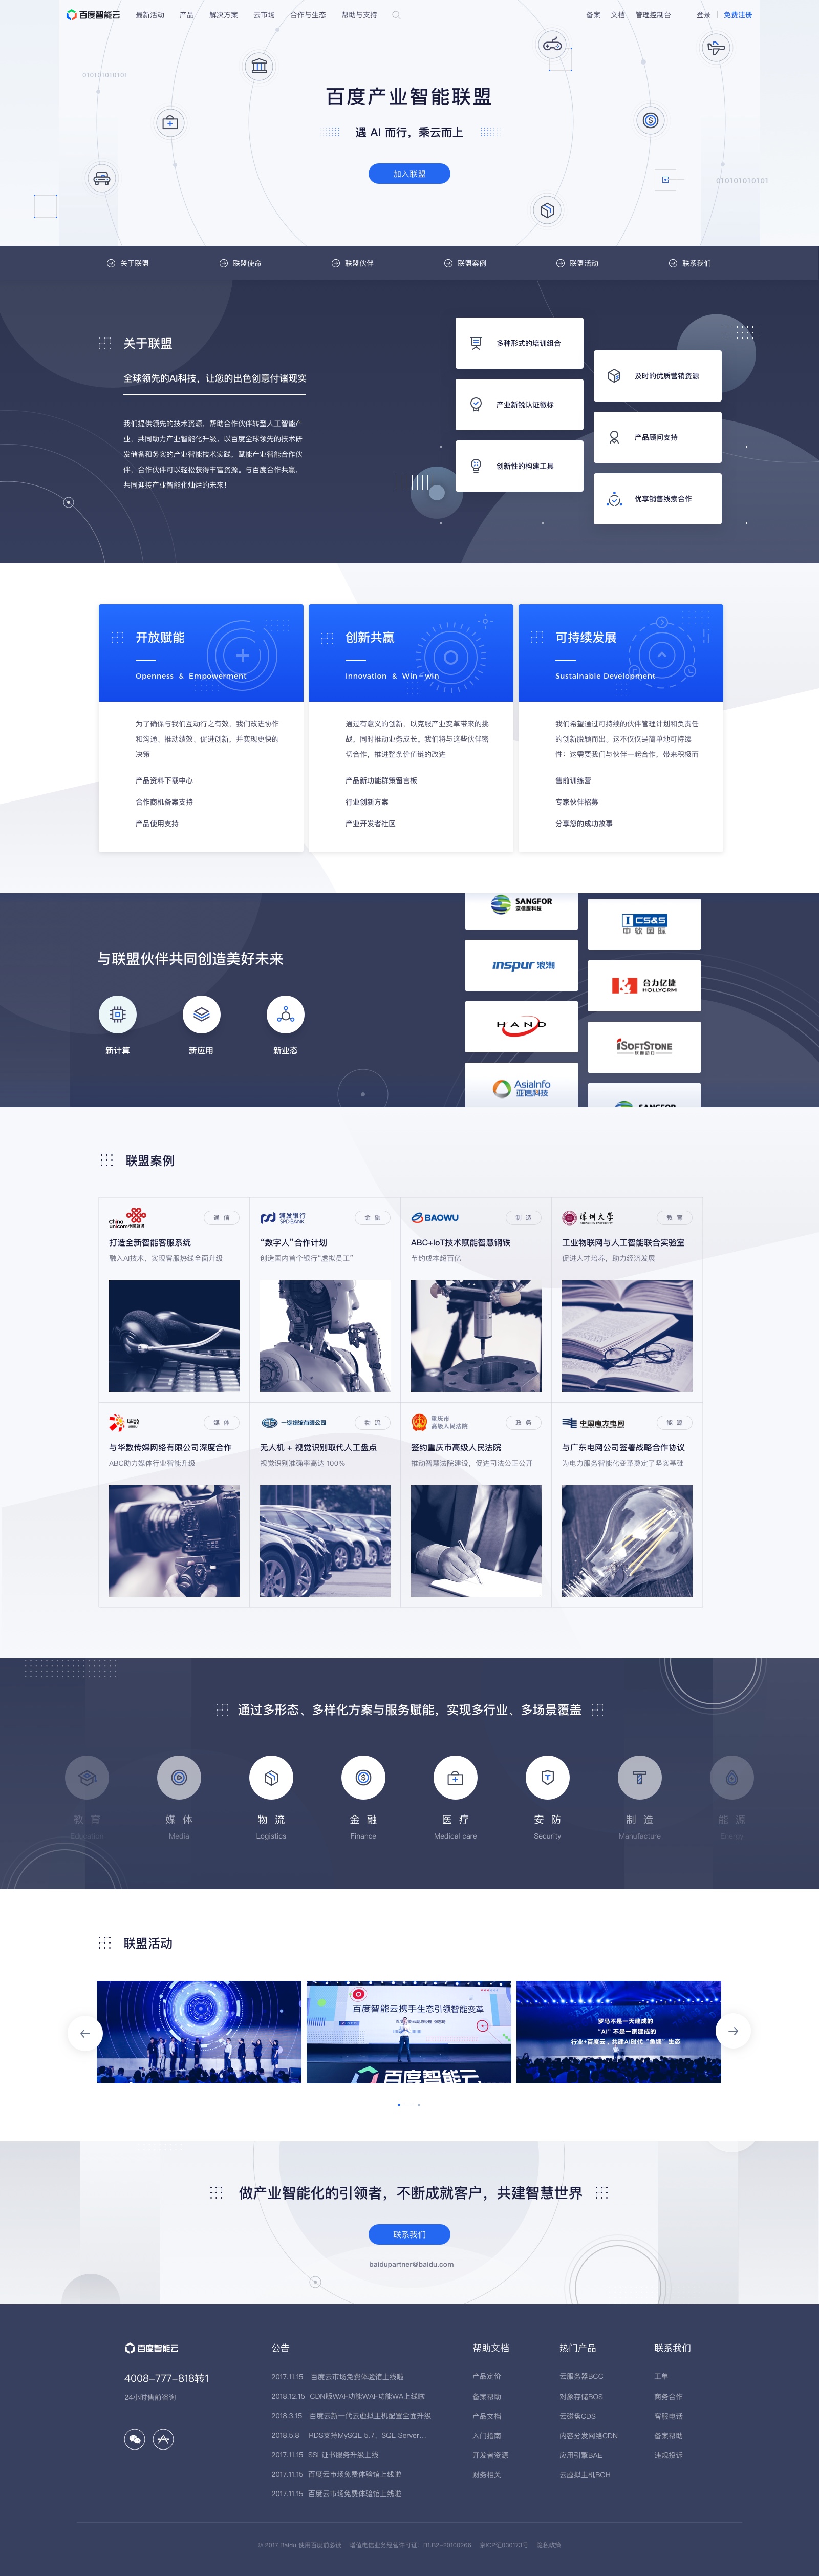 百度智能云
最新活动 产品 解决方案 云市场 合作与生态 帮助与支持
备案 文档 管理控制台 登录 免费注册
010101010101
百度产业智能联盟
遇 AI 而行，乘云而上
加入联盟
010101010101
关于联盟 联盟使命 联盟伙伴 联盟案例 联盟活动 联系我们
关于联盟
全球领先的AI科技，让您的出色创意付诸现实
我们提供领先的技术资源，帮助合作伙伴转型人工智能产
业，共同助力产业智能化升级。以百度全球领先的技术研
发储备和务实的产业智能技术实践，赋能产业智能合作伙
伴。合作伙伴可以轻松获得丰富资源。与百度合作共赢，
共同迎接产业智能化灿烂的未来！
多种形式的培训组合
及时的优质营销资源
产业新锐认证徽标
产品顾问支持
创新性的构建工具
优享销售线索合作
开放赋能
Openness & Empowerment
为了确保与我们互动行之有效，我们改进协作
和沟通，推动绩效、促进创新，并实现更快的
决策
产品资料下载中心
合作商机备案支持
产品使用支持
创新共赢
Innovation & Win-win
通过有意义的创新，以克服产业变革带来的挑
战，同时推动业务成长。我们将与这些伙伴密
切合作，推进整条价值链的改进
产品新功能群策留言板
行业创新方案
产业开发者社区
可持续发展
Sustainable Development
我们希望通过可持续的伙伴管理计划和负责任
的创新脱颖而出。这不仅仅是简单地可持续
性：这需要我们与伙伴一起合作，带来积极而
售前训练营
专家伙伴招募
分享您的成功故事
与联盟伙伴共同创造美好未来
新计算 新应用 新业态
SANGFOR
深信服科技
CS&S
中软国际
inspur 浪潮
合力亿捷
HOLLYCRM
HAND
iSOFTSTONE
软通动力
AsiaInfo
亚信科技
SANGFOR
联盟案例
China
unicom中国联通
通 信
打造全新智能客服系统
融入AI技术，实现客服热线全面升级
浦发银行
SPD BANK
金 融
“数字人”合作计划
创造国内首个银行“虚拟员工”
BAOWU
制 造
ABC+IoT技术赋能智慧钢铁
节约成本超百亿
深圳大学
教 育
工业物联网与人工智能联合实验室
促进人才培养，助力经济发展
华数
媒 体
与华数传媒网络有限公司深度合作
ABC助力媒体行业智能升级
一汽物流有限公司
物 流
无人机 + 视觉识别取代人工盘点
视觉识别准确率高达 100%
重庆市
高级人民法院
政 务
签约重庆市高级人民法院
推动智慧法院建设，促进司法公正公开
中国南方电网
能 源
与广东电网公司签署战略合作协议
为电力服务智能化变革奠定了坚实基础
通过多形态、多样化方案与服务赋能，实现多行业、多场景覆盖
教 育 媒 体 物 流 金 融 医 疗 安 防 制 造 能 源
Education Media Logistics Finance Medical care Security Manufacture Energy
联盟活动
百度智能云携手生态引领智能变革
百度智能云
罗马不是一天建成的
“AI” 不是一家建成的
行业+百度云，共建AI时代“鱼塘”生态
做产业智能化的引领者，不断成就客户，共建智慧世界
联系我们
baidupartner@baidu.com
百度智能云
4008-777-818转1
24小时售前咨询
公告
2017.11.15 百度云市场免费体验馆上线啦
2018.12.15 CDN版WAF功能WAF功能WA上线啦
2018.3.15 百度云新一代云虚拟主机配置全面升级
2018.5.8 RDS支持MySQL 5.7、SQL Server...
2017.11.15 SSL证书服务升级上线
2017.11.15 百度云市场免费体验馆上线啦
2017.11.15 百度云市场免费体验馆上线啦
帮助文档
产品定价
备案帮助
产品文档
入门指南
开发者资源
财务相关
热门产品
云服务器BCC
对象存储BOS
云磁盘CDS
内容分发网络CDN
应用引擎BAE
云虚拟主机BCH
联系我们
工单
商务合作
客服电话
备案帮助
违规投诉
© 2017 Baidu 使用百度前必读 增值电信业务经营许可证：B1.B2-20100266 京ICP证030173号 隐私政策